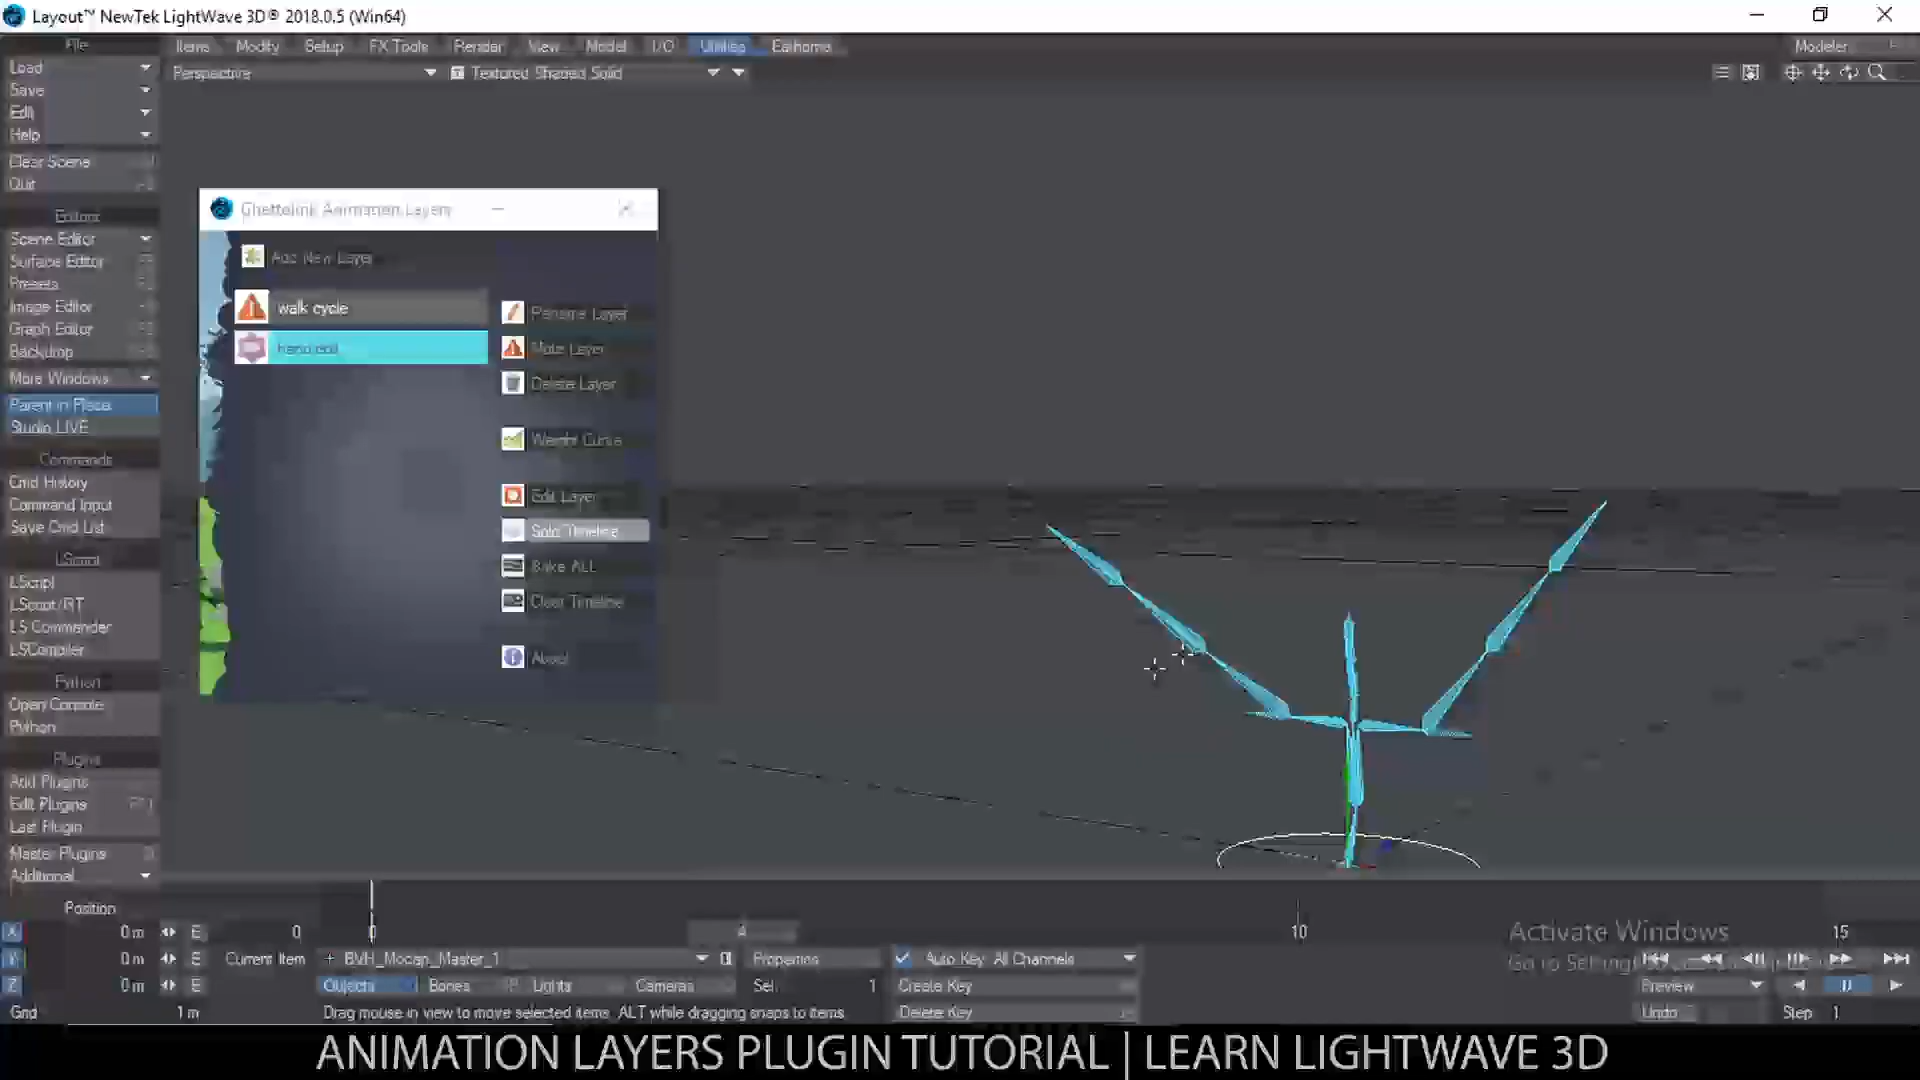 Layout™ NewTek LightWave 3D® 2018.0.5 (Win64)
File
Items Modify Setup FX Tools Render View Model I/O Utilities Modeler
Load
Perspective Textured Shaded Solid
Save
Edit
Help
Clear Scene
Quit
Editors
Scene Editor
Surface Editor
Presets
Image Editor
Graph Editor
Backdrop
More Windows
Parent in Place
Studio LIVE
Commands
Cmd History
Command Input
Save Cmd List
LScript
LScript
LScript/RT
LS Commander
LSCompiler
Python
Open Console
Python
Plugins
Add Plugins
Edit Plugins
Last Plugin
Master Plugins
Additional...
Animation Layers
Add New Layer
walk cycle
Rename Layer
Mute Layer
Delete Layer
Weight Curve
Edit Layer
Solo Timeline
Bake ALL
Clear Timeline
About
Position
X 0 m E 0 0 4 10 15
Y 0 m E Current Item + BVH_Mocap_Master_1 Properties Auto Key: All Channels
Z 0 m E Objects Bones Lights Cameras Sel: 1 Create Key Preview
Grid: 1 m Drag mouse in view to move selected items. ALT while dragging snaps to items. Delete Key Undo Step 1
Activate Windows
Go to Settings
ANIMATION LAYERS PLUGIN TUTORIAL | LEARN LIGHTWAVE 3D